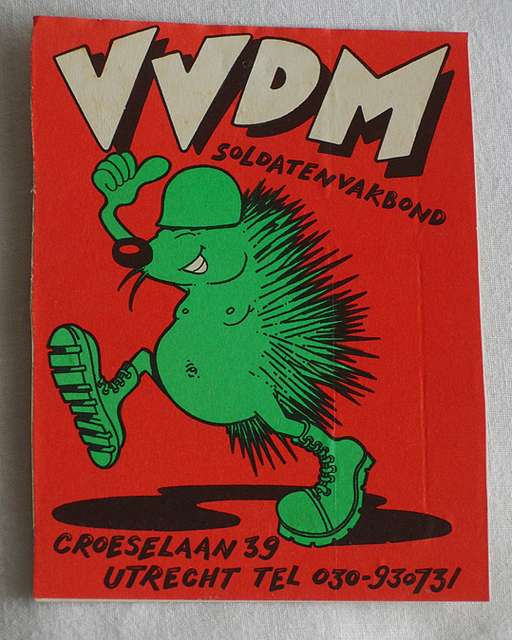 VVDM
SOLDATENVAKBOND
CROESELAAN 39
UTRECHT TEL 030-930731